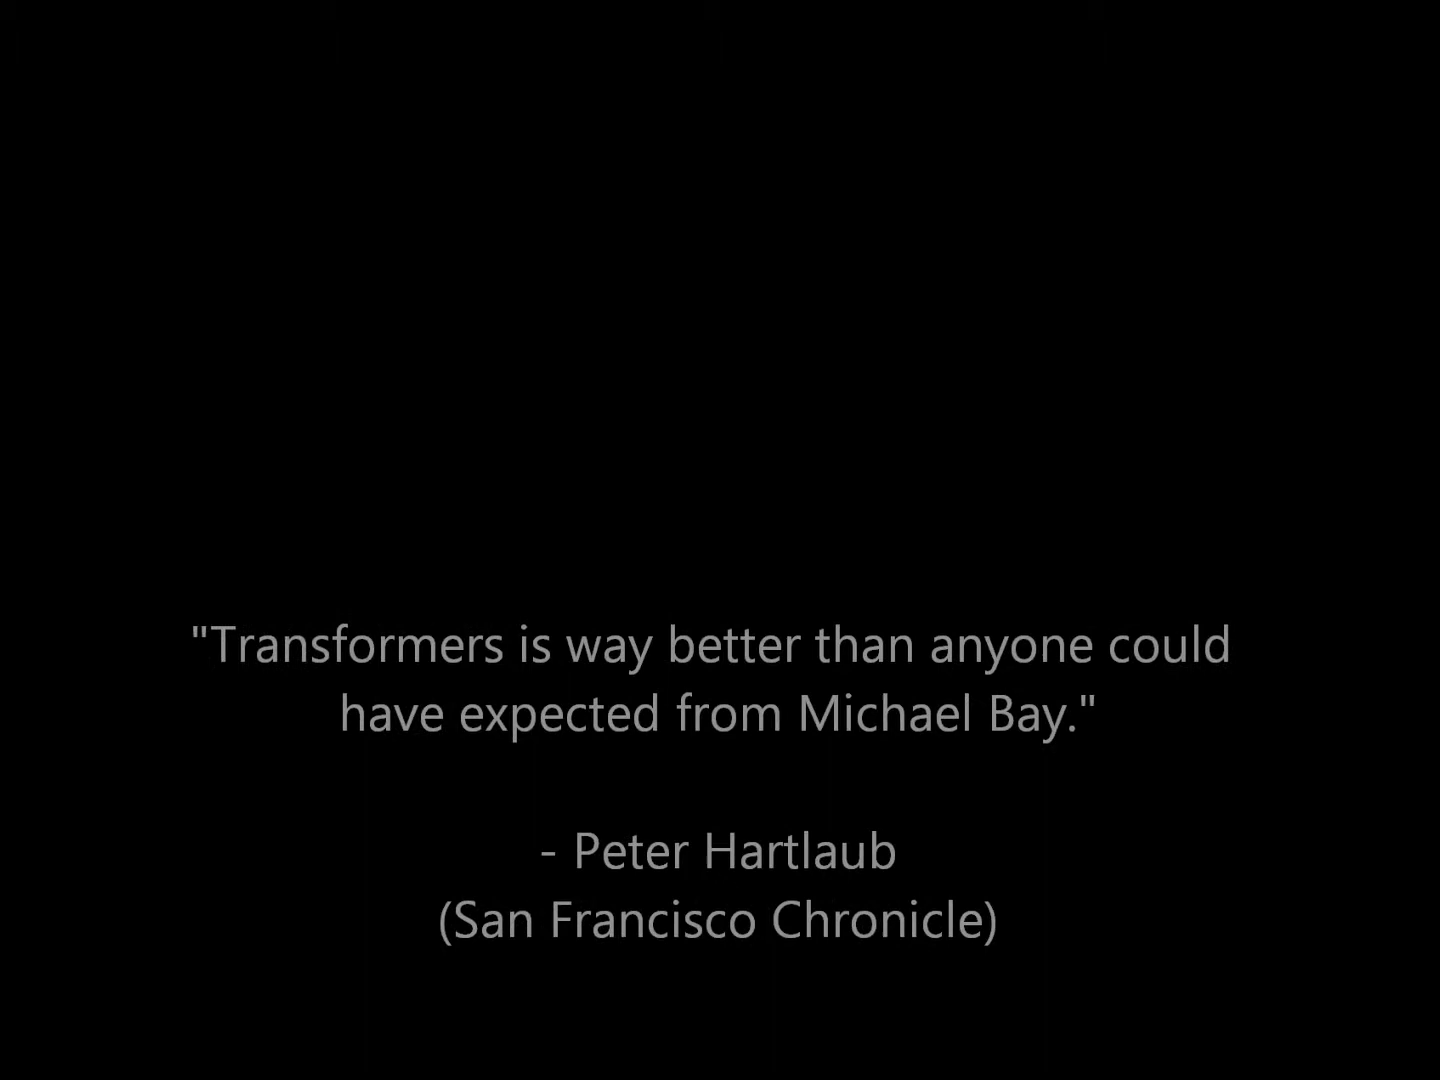 "Transformers is way better than anyone could
have expected from Michael Bay."
- Peter Hartlaub
(San Francisco Chronicle)